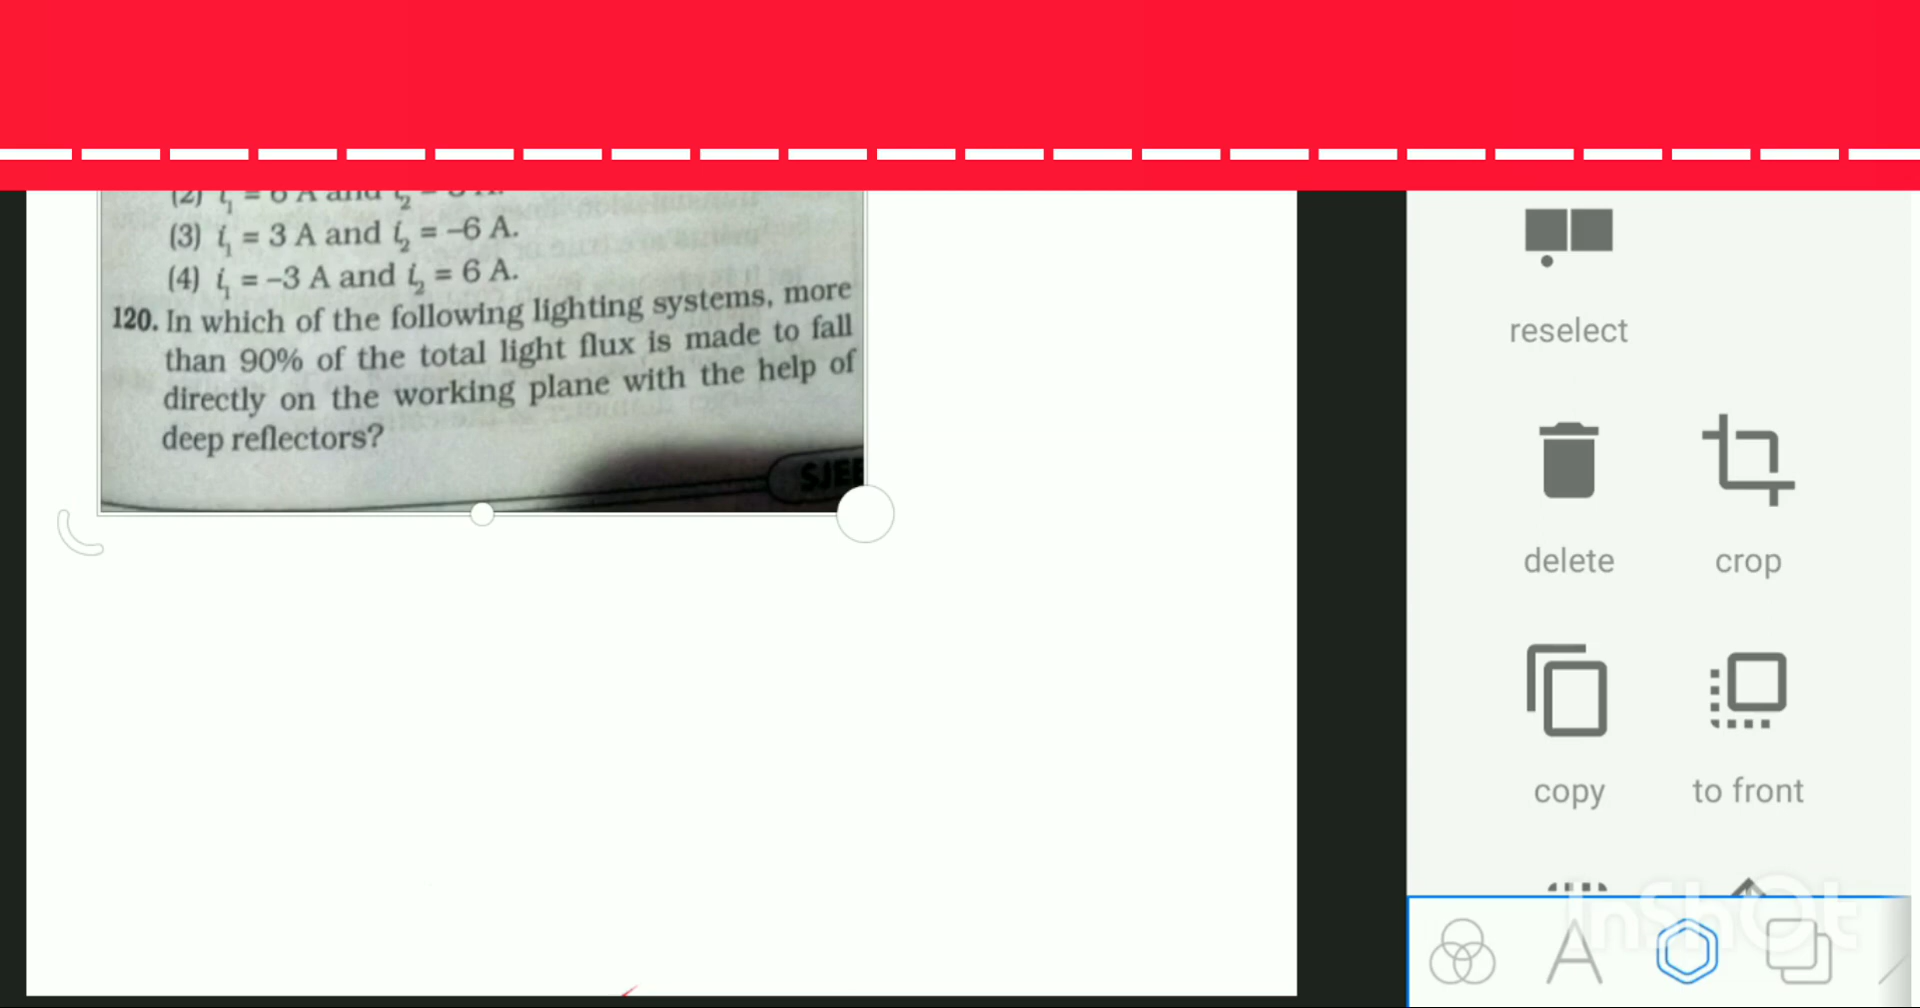 (3) i₁ = 3 A and i₂ = –6 A.
(4) i₁ = –3 A and i₂ = 6 A.
120. In which of the following lighting systems, more
than 90% of the total light flux is made to fall
directly on the working plane with the help of
deep reflectors?
reselect
delete
crop
copy
to front
A
InShOt